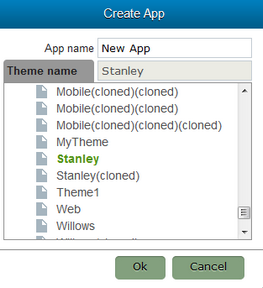 Create App
App name New App
Theme name Stanley
Mobile(cloned)(cloned)
Mobile(cloned)(cloned)
Mobile(cloned)(cloned)(cloned)
MyTheme
Stanley
Stanley(cloned)
Theme1
Web
Willows
Ok Cancel